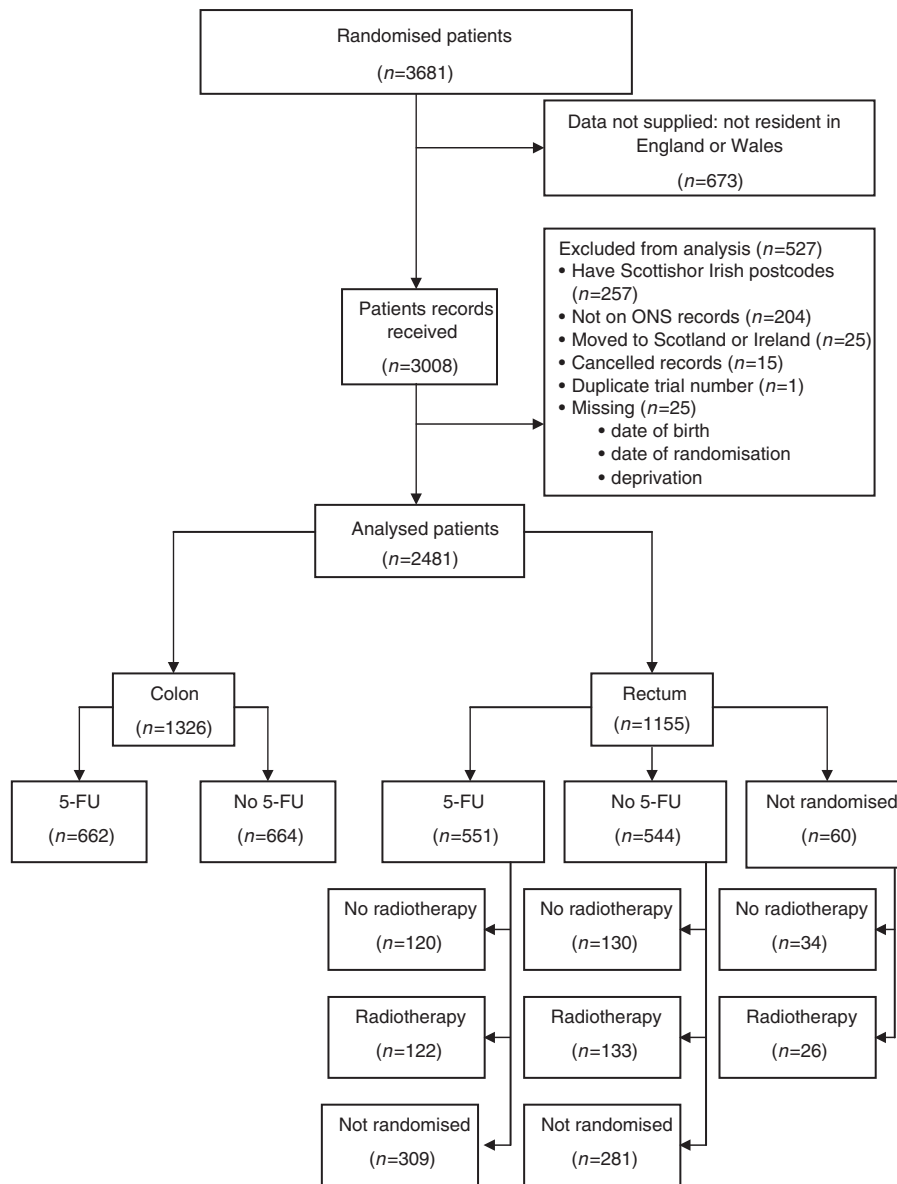 Randomised patients
(n=3681)
Data not supplied: not resident in
England or Wales
(n=673)
Excluded from analysis (n=527)
• Have Scottishor Irish postcodes
(n=257)
• Not on ONS records (n=204)
• Moved to Scotland or Ireland (n=25)
• Cancelled records (n=15)
• Duplicate trial number (n=1)
• Missing (n=25)
• date of birth
• date of randomisation
• deprivation
Patients records
received
(n=3008)
Analysed patients
(n=2481)
Colon
(n=1326)
Rectum
(n=1155)
5-FU
(n=662)
No 5-FU
(n=664)
5-FU
(n=551)
No 5-FU
(n=544)
Not randomised
(n=60)
No radiotherapy
(n=120)
No radiotherapy
(n=130)
No radiotherapy
(n=34)
Radiotherapy
(n=122)
Radiotherapy
(n=133)
Radiotherapy
(n=26)
Not randomised
(n=309)
Not randomised
(n=281)